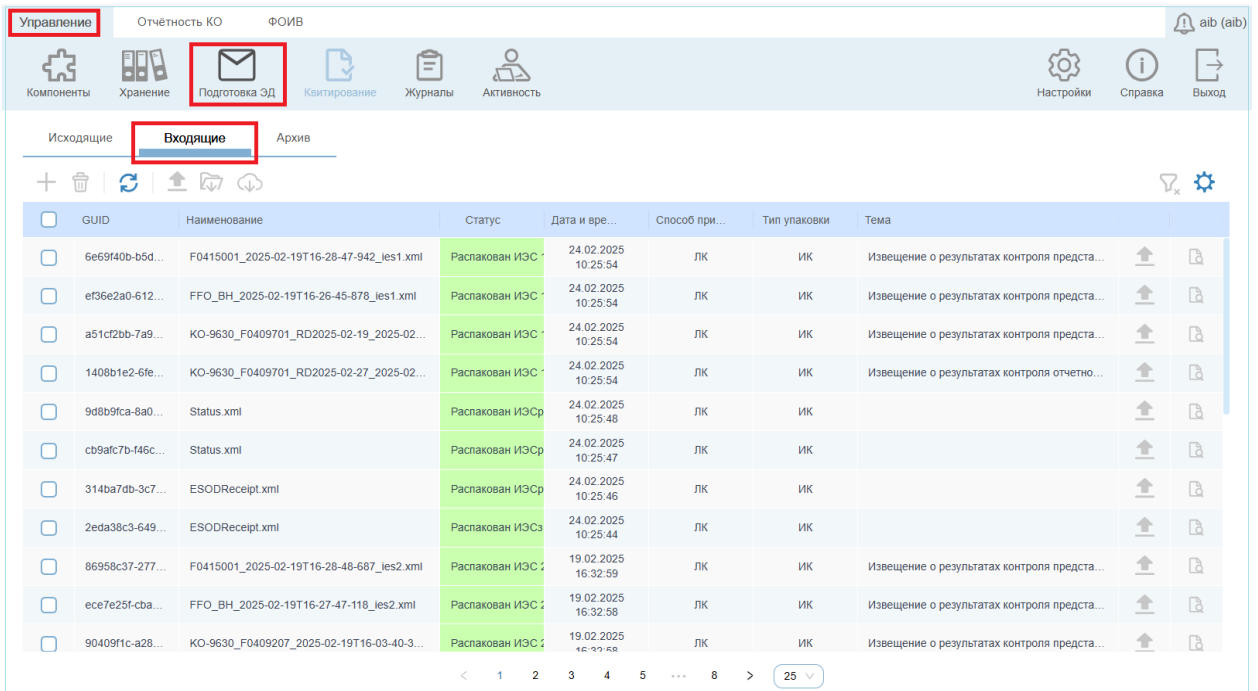 Управление Отчётность КО ФОИВ aib (aib)
Компоненты Хранение Подготовка ЭД Квитирование Журналы Активность Настройки Справка Выход
Исходящие Входящие Архив
GUID Наименование Статус Дата и вре... Способ при... Тип упаковки Тема
6e69f40b-b5d... F0415001_2025-02-19T16-28-47-942_ies1.xml Распакован ИЭС 1 24.02.2025 10:25:54 ЛК ИК Извещение о результатах контроля предста...
ef36e2a0-612... FFO_BH_2025-02-19T16-26-45-878_ies1.xml Распакован ИЭС 1 24.02.2025 10:25:54 ЛК ИК Извещение о результатах контроля предста...
a51cf2bb-7a9... KO-9630_F0409701_RD2025-02-19_2025-02... Распакован ИЭС 1 24.02.2025 10:25:54 ЛК ИК Извещение о результатах контроля предста...
1408b1e2-6fe... KO-9630_F0409701_RD2025-02-27_2025-02... Распакован ИЭС 1 24.02.2025 10:25:54 ЛК ИК Извещение о результатах контроля отчетно...
9d8b9fca-8a0... Status.xml Распакован ИЭСр 24.02.2025 10:25:48 ЛК ИК
cb9afc7b-f46c... Status.xml Распакован ИЭСр 24.02.2025 10:25:47 ЛК ИК
314ba7db-3c7... ESODReceipt.xml Распакован ИЭСр 24.02.2025 10:25:46 ЛК ИК
2eda38c3-649... ESODReceipt.xml Распакован ИЭСз 24.02.2025 10:25:44 ЛК ИК
86958c37-277... F0415001_2025-02-19T16-28-48-687_ies2.xml Распакован ИЭС 2 19.02.2025 16:32:59 ЛК ИК Извещение о результатах контроля предста...
ece7e25f-cba... FFO_BH_2025-02-19T16-27-47-118_ies2.xml Распакован ИЭС 2 19.02.2025 16:32:58 ЛК ИК Извещение о результатах контроля предста...
90409f1c-a28... KO-9630_F0409207_2025-02-19T16-03-40-3... Распакован ИЭС 2 19.02.2025 16:32:58 ЛК ИК Извещение о результатах контроля предста...
< 1 2 3 4 5 ... 8 > 25